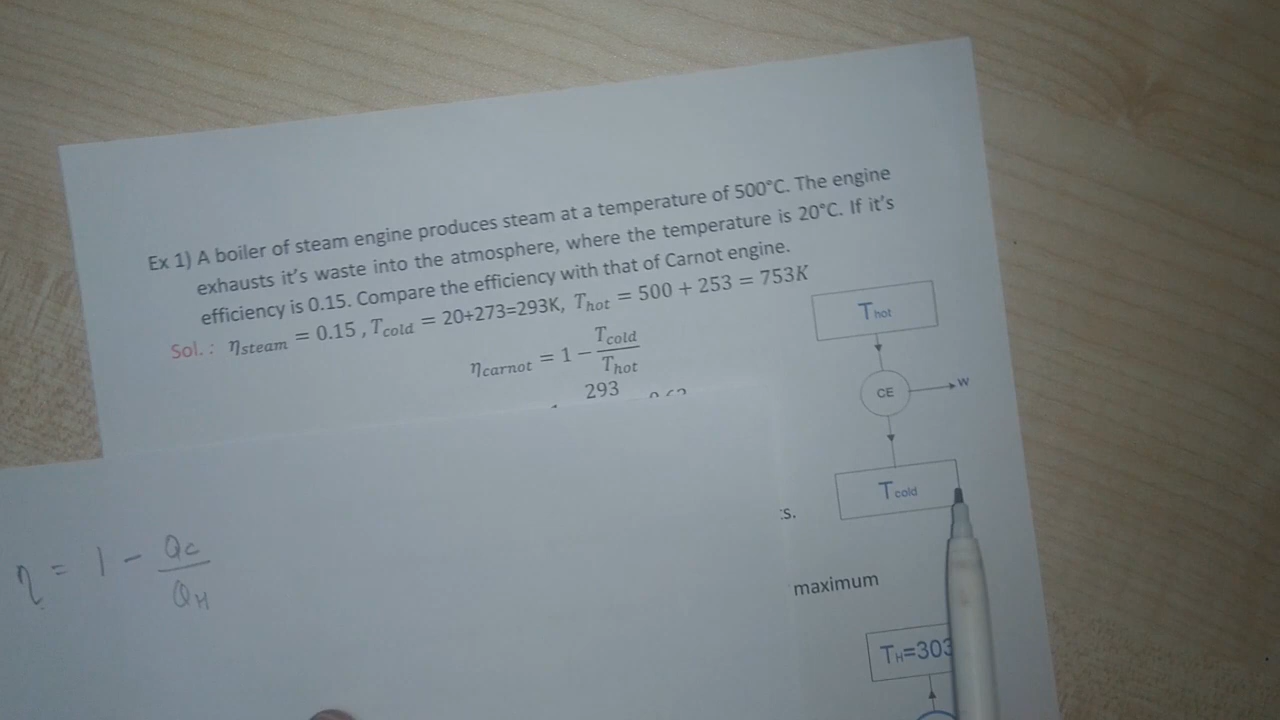 Ex 1) A boiler of steam engine produces steam at a temperature of 500°C. The engine
exhausts it's waste into the atmosphere, where the temperature is 20°C. If it's
efficiency is 0.15. Compare the efficiency with that of Carnot engine.
Sol. : η_steam = 0.15 , T_cold = 20+273=293K, T_hot = 500 + 253 = 753K
η_carnot = 1 − T_cold / T_hot
293
T_hot
CE
W
T_cold
s.
maximum
T_H=303
η = 1 − Q_C / Q_H